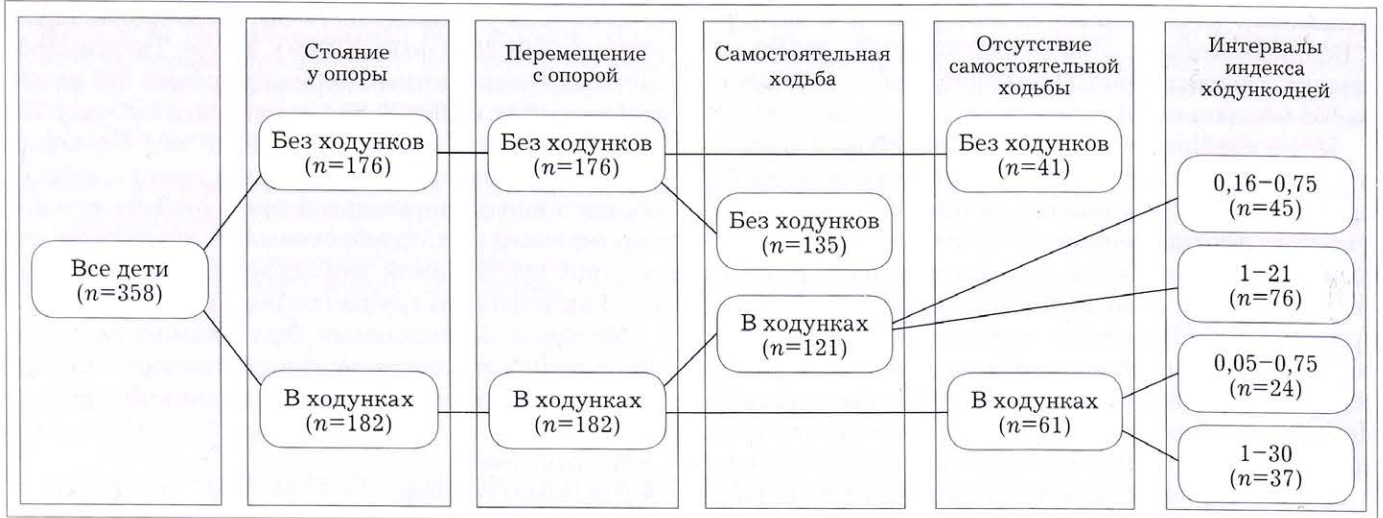 Стояние
у опоры
Перемещение
с опорой
Самостоятельная
ходьба
Отсутствие
самостоятельной
ходьбы
Интервалы
индекса
ходункодней
Все дети
(n=358)
Без ходунков
(n=176)
В ходунках
(n=182)
Без ходунков
(n=176)
В ходунках
(n=182)
Без ходунков
(n=135)
В ходунках
(n=121)
Без ходунков
(n=41)
В ходунках
(n=61)
0,16–0,75
(n=45)
1–21
(n=76)
0,05–0,75
(n=24)
1–30
(n=37)